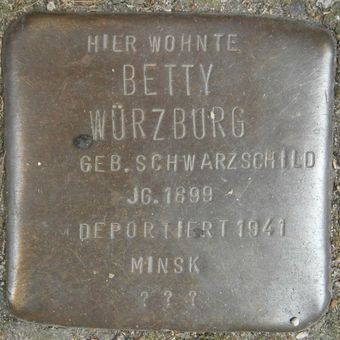 HIER WOHNTE
BETTY
WÜRZBURG
GEB. SCHWARZSCHILD
JG. 1899
DEPORTIERT 1941
MINSK
? ? ?